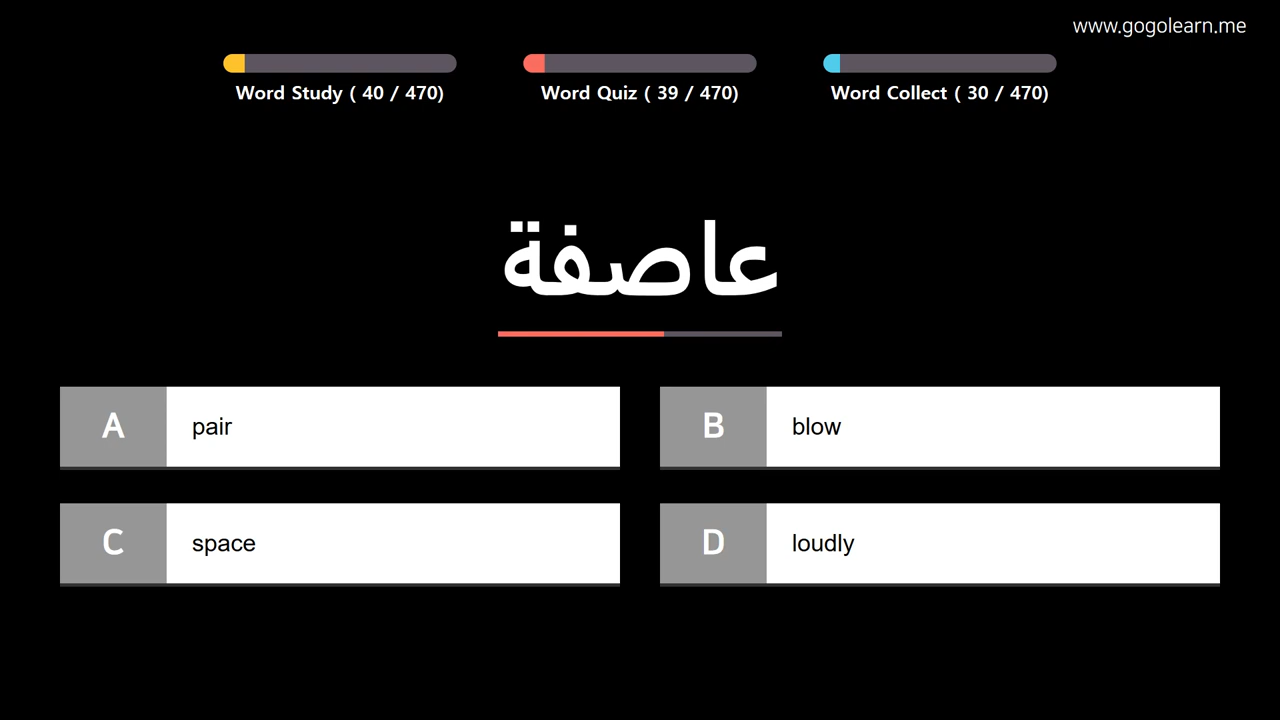 www.gogolearn.me
Word Study ( 40 / 470)
Word Quiz ( 39 / 470)
Word Collect ( 30 / 470)
عاصفة
A pair
B blow
C space
D loudly